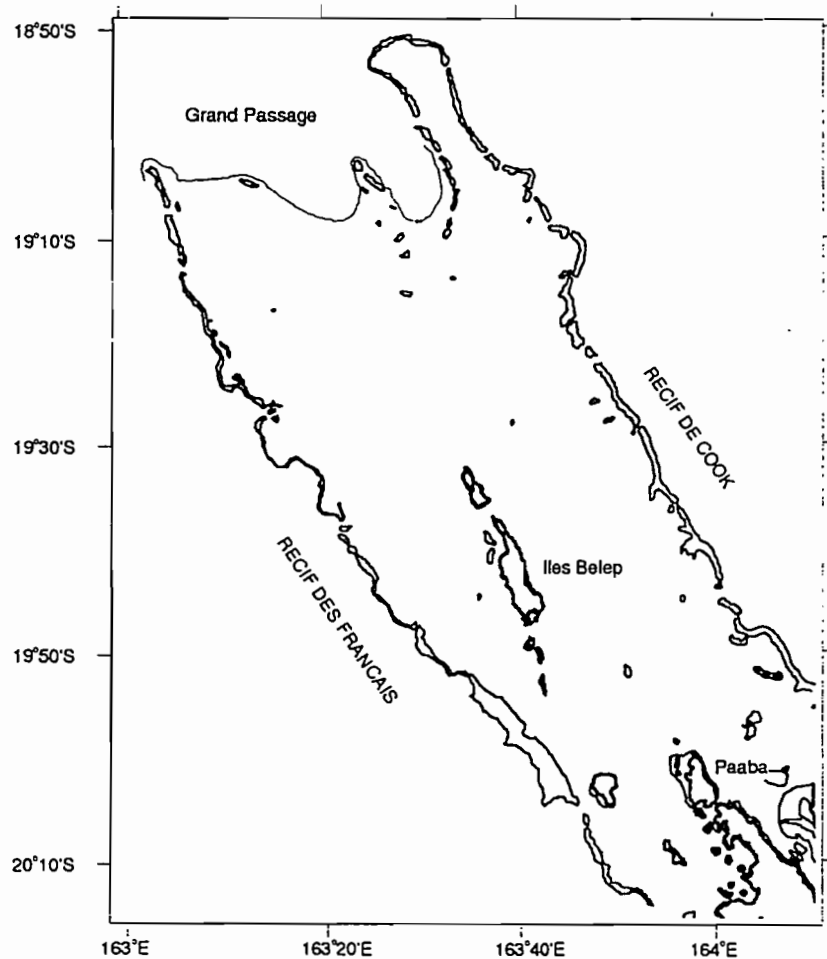 18°50'S
Grand Passage
19°10'S
RECIF DE COOK
19°30'S
Iles Belep
RECIF DES FRANCAIS
19°50'S
Paaba
20°10'S
163°E
163°20'E
163°40'E
164°E